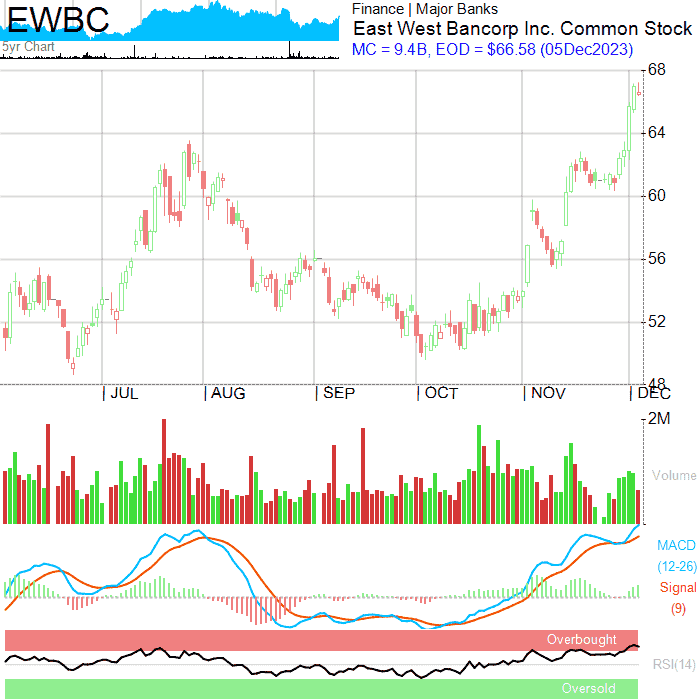 EWBC
5yr Chart
Finance | Major Banks
East West Bancorp Inc. Common Stock
MC = 9.4B, EOD = $66.58 (05Dec2023)
68
64
60
56
52
48
JUL AUG SEP OCT NOV DEC
2M
Volume
MACD
(12-26)
Signal
(9)
Overbought
RSI(14)
Oversold